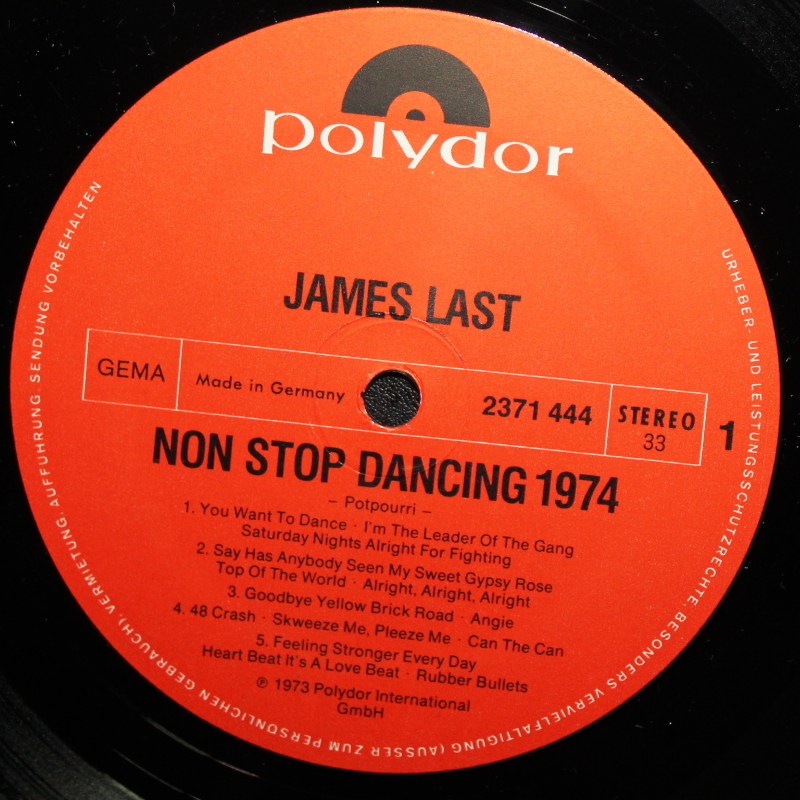 polydor
JAMES LAST
GEMA
Made in Germany
2371 444
STEREO
33
1
NON STOP DANCING 1974
– Potpourri –
1. You Want To Dance · I'm The Leader Of The Gang
Saturday Nights Alright For Fighting
2. Say Has Anybody Seen My Sweet Gypsy Rose
Top Of The World · Alright, Alright, Alright
3. Goodbye Yellow Brick Road · Angie
4. 48 Crash · Skweeze Me, Pleeze Me · Can The Can
5. Feeling Stronger Every Day
Heart Beat It's A Love Beat · Rubber Bullets
℗ 1973 Polydor International
GmbH
URHEBER- UND LEISTUNGSSCHUTZRECHTE, BESONDERS VERVIELFÄLTIGUNG (AUSSER ZUM PERSÖNLICHEN GEBRAUCH), VERMIETUNG, AUFFÜHRUNG, SENDUNG VORBEHALTEN